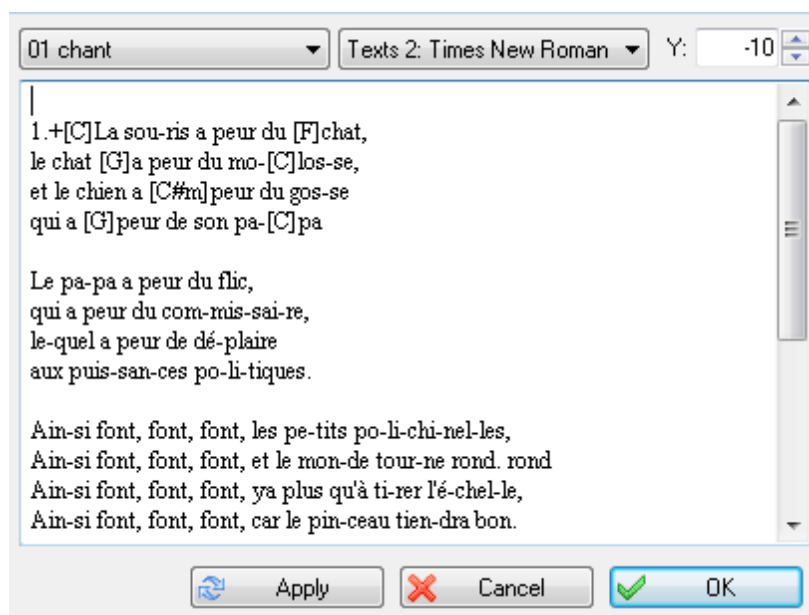 01 chant
Texts 2: Times New Roman
Y:
-10
1.+[C]La sou-ris a peur du [F]chat,
le chat [G]a peur du mo-[C]los-se,
et le chien a [C#m]peur du gos-se
qui a [G]peur de son pa-[C]pa
Le pa-pa a peur du flic,
qui a peur du com-mis-sai-re,
le-quel a peur de dé-plaire
aux puis-san-ces po-li-tiques.
Ain-si font, font, font, les pe-tits po-li-chi-nel-les,
Ain-si font, font, font, et le mon-de tour-ne rond. rond
Ain-si font, font, font, ya plus qu'à ti-rer l'é-chel-le,
Ain-si font, font, font, car le pin-ceau tien-dra bon.
Apply
Cancel
OK